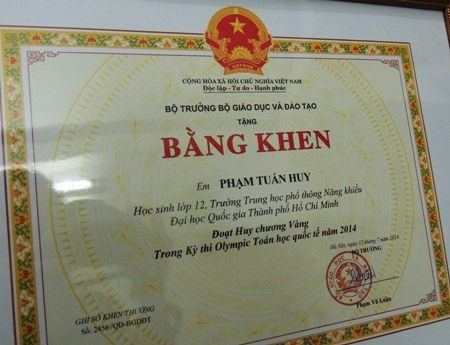 CỘNG HÒA XÃ HỘI CHỦ NGHĨA VIỆT NAM
Độc lập - Tự do - Hạnh phúc
BỘ TRƯỞNG BỘ GIÁO DỤC VÀ ĐÀO TẠO
TẶNG
BẰNG KHEN
Em PHẠM TUẤN HUY
Học sinh lớp 12, Trường Trung học phổ thông Năng khiếu
Đại học Quốc gia Thành phố Hồ Chí Minh
Đoạt Huy chương Vàng
Trong Kỳ thi Olympic Toán học quốc tế năm 2014
Hà Nội, ngày 12 tháng 7 năm 2014
BỘ TRƯỞNG
Phạm Vũ Luận
GHI SỔ KHEN THƯỞNG
Số: 2456 /QD-BGDĐT